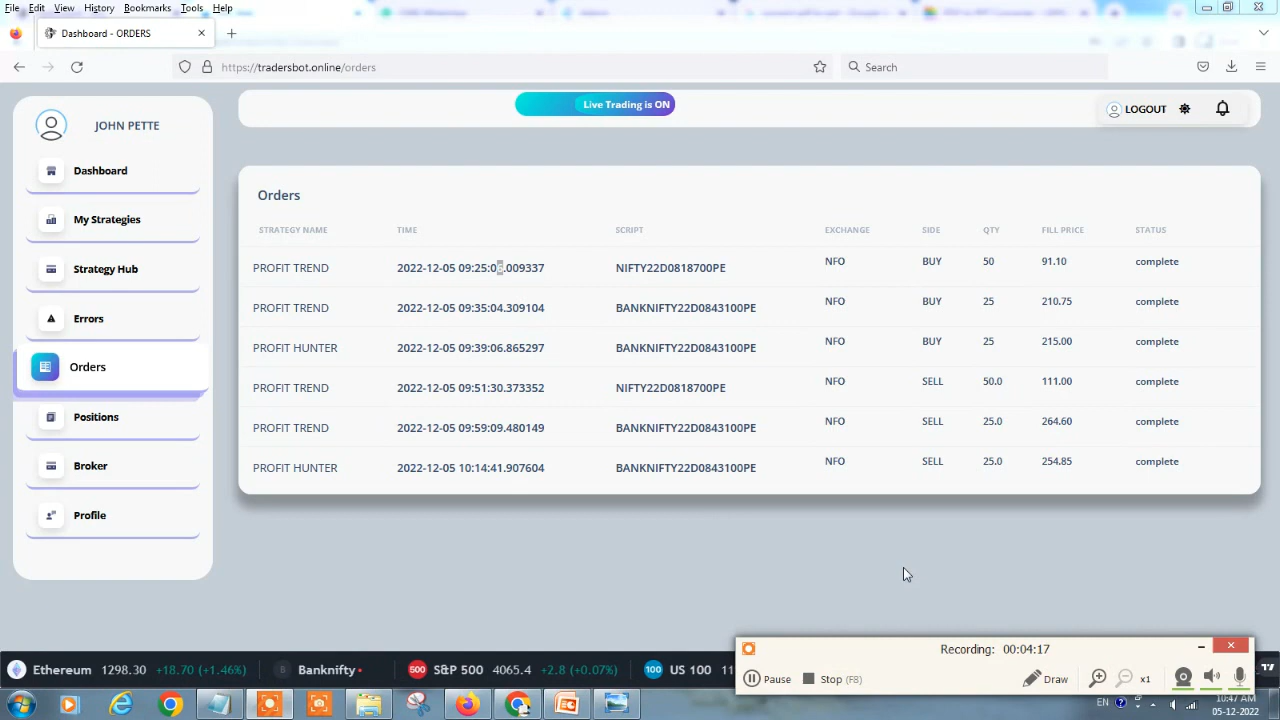 File Edit View History Bookmarks Tools Help
Dashboard - ORDERS
https://tradersbot.online/orders
Search
JOHN PETTE
Live Trading is ON
LOGOUT
Dashboard
My Strategies
Strategy Hub
Errors
Orders
Positions
Broker
Profile
Orders
STRATEGY NAME TIME SCRIPT EXCHANGE SIDE QTY FILL PRICE STATUS
PROFIT TREND 2022-12-05 09:25:06.009337 NIFTY22D0818700PE NFO BUY 50 91.10 complete
PROFIT TREND 2022-12-05 09:35:04.309104 BANKNIFTY22D0843100PE NFO BUY 25 210.75 complete
PROFIT HUNTER 2022-12-05 09:39:06.865297 BANKNIFTY22D0843100PE NFO BUY 25 215.00 complete
PROFIT TREND 2022-12-05 09:51:30.373352 NIFTY22D0818700PE NFO SELL 50.0 111.00 complete
PROFIT TREND 2022-12-05 09:59:09.480149 BANKNIFTY22D0843100PE NFO SELL 25.0 264.60 complete
PROFIT HUNTER 2022-12-05 10:14:41.907604 BANKNIFTY22D0843100PE NFO SELL 25.0 254.85 complete
Recording: 00:04:17
Pause Stop (F8) Draw x1
Ethereum 1298.30 +18.70 (+1.46%) B Banknifty 500 S&P 500 4065.4 +2.8 (+0.07%) 100 US 100
EN 10:47 AM
05-12-2022